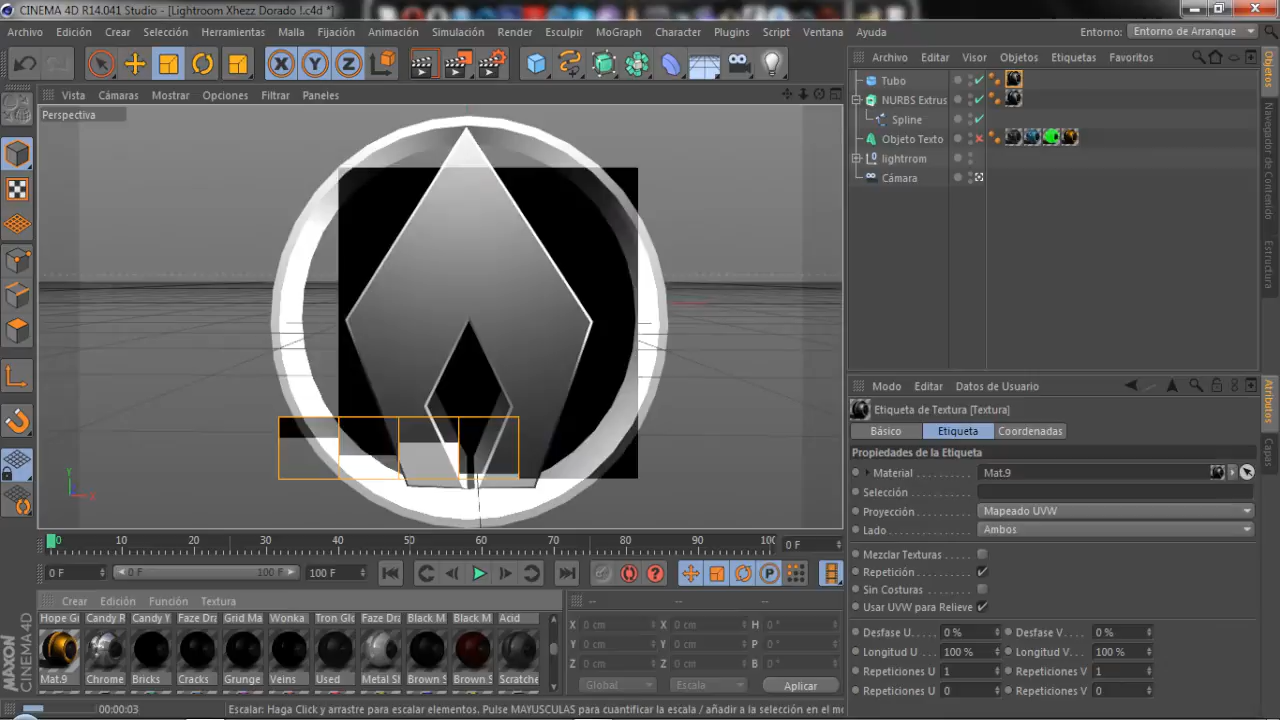 CINEMA 4D R14.041 Studio - [Lightroom Xhezz Dorado !.c4d *]
Archivo Edición Crear Selección Herramientas Malla Fijación Animación Simulación Render Esculpir MoGraph Character Plugins Script Ventana Ayuda Entorno: Entorno de Arranque
X Y Z
Archivo Editar Visor Objetos Etiquetas Favoritos
Vista Cámaras Mostrar Opciones Filtrar Paneles
Perspectiva
Tubo
NURBS Extrus
Spline
Objeto Texto
lightrrom
Cámara
Objetos
Navegador de Contenido
Estructura
Modo Editar Datos de Usuario
Etiqueta de Textura [Textura]
Básico Etiqueta Coordenadas
Propiedades de la Etiqueta
Material Mat.9
Selección
Proyección Mapeado UVW
Lado Ambos
Mezclar Texturas
Repetición
Sin Costuras
Usar UVW para Relieve
Desfase U. 0 % Desfase V. 0 %
Longitud U 100 % Longitud V. 100 %
Repeticiones U 1 Repeticiones V 1
Repeticiones U 0 Repeticiones V 0
Atributos
Capas
Y
X
0 10 20 30 40 50 60 70 80 90 100 0 F
0 F 0 F 100 F 100 F
P
Crear Edición Función Textura
Hope Gi Candy R Candy Y Faze Dra Grid Ma Wonka Tron Glo Faze Dra Black M Black M Acid
Mat.9 Chrome Bricks Cracks Grunge Needles Used Metal Sh Brown S Brown S Scratche
-- -- --
X 0 cm X 0 cm H 0 °
Y 0 cm Y 0 cm P 0 °
Z 0 cm Z 0 cm B 0 °
Global Escala Aplicar
MAXON
CINEMA 4D
00:00:03 Escalar: Haga Click y arrastre para escalar elementos. Pulse MAYUSCULAS para cuantificar la escala / añadir a la selección en el mo